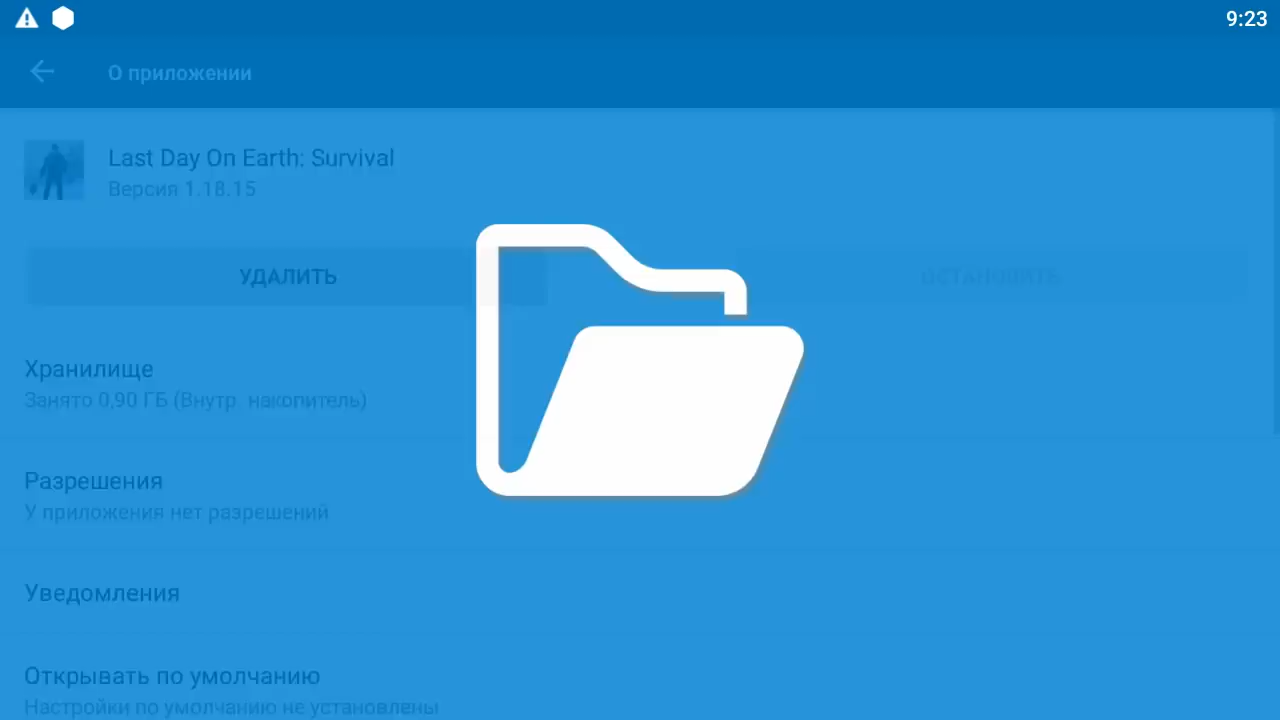 9:23
О приложении
Last Day On Earth: Survival
Версия 1.18.15
УДАЛИТЬ
ОСТАНОВИТЬ
Хранилище
Занято 0,90 ГБ (Внутр. накопитель)
Разрешения
У приложения нет разрешений
Уведомления
Открывать по умолчанию
Настройки по умолчанию не установлены